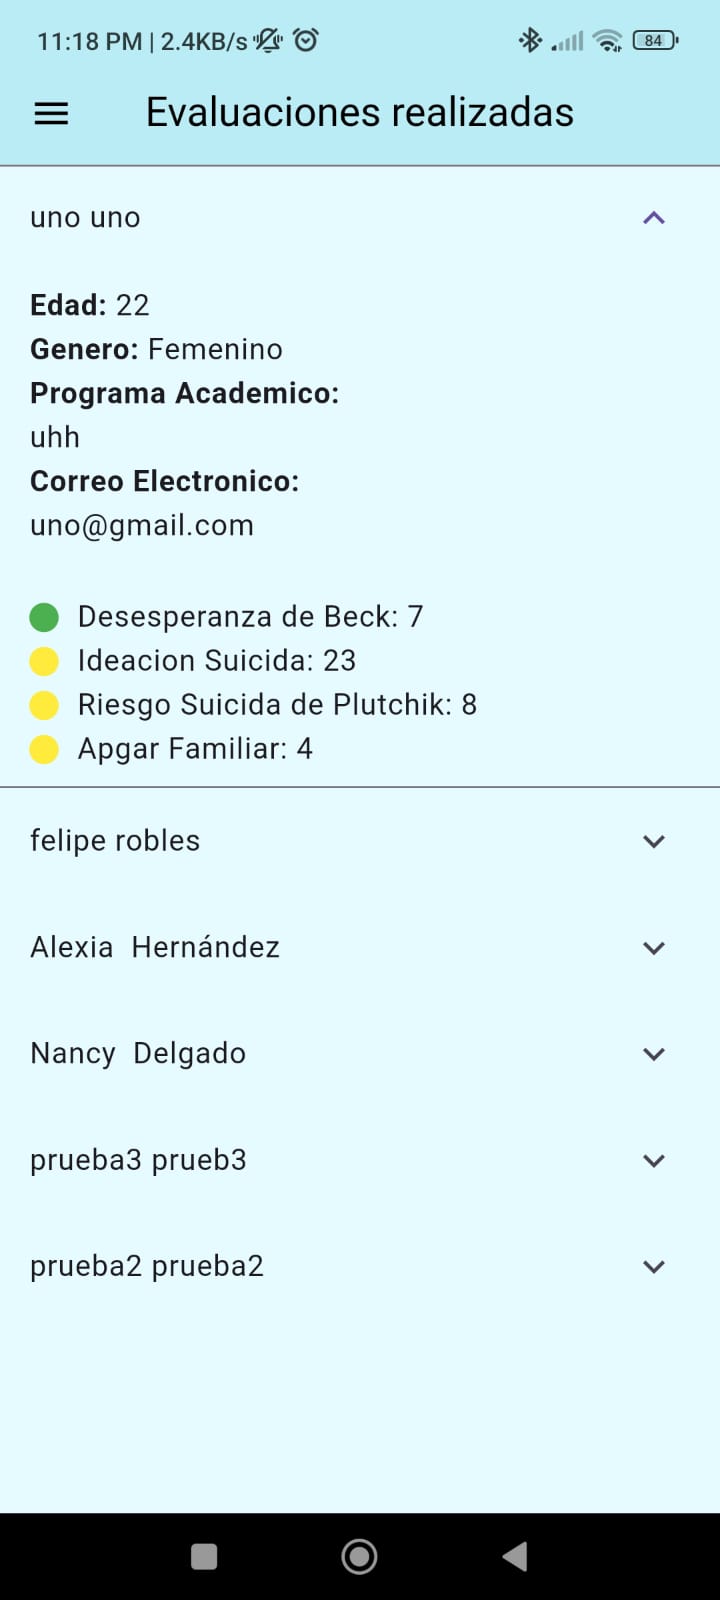 11:18 PM | 2.4KB/s 84
Evaluaciones realizadas
uno uno
Edad: 22
Genero: Femenino
Programa Academico:
uhh
Correo Electronico:
uno@gmail.com
Desesperanza de Beck: 7
Ideacion Suicida: 23
Riesgo Suicida de Plutchik: 8
Apgar Familiar: 4
felipe robles
Alexia  Hernández
Nancy  Delgado
prueba3 prueb3
prueba2 prueba2